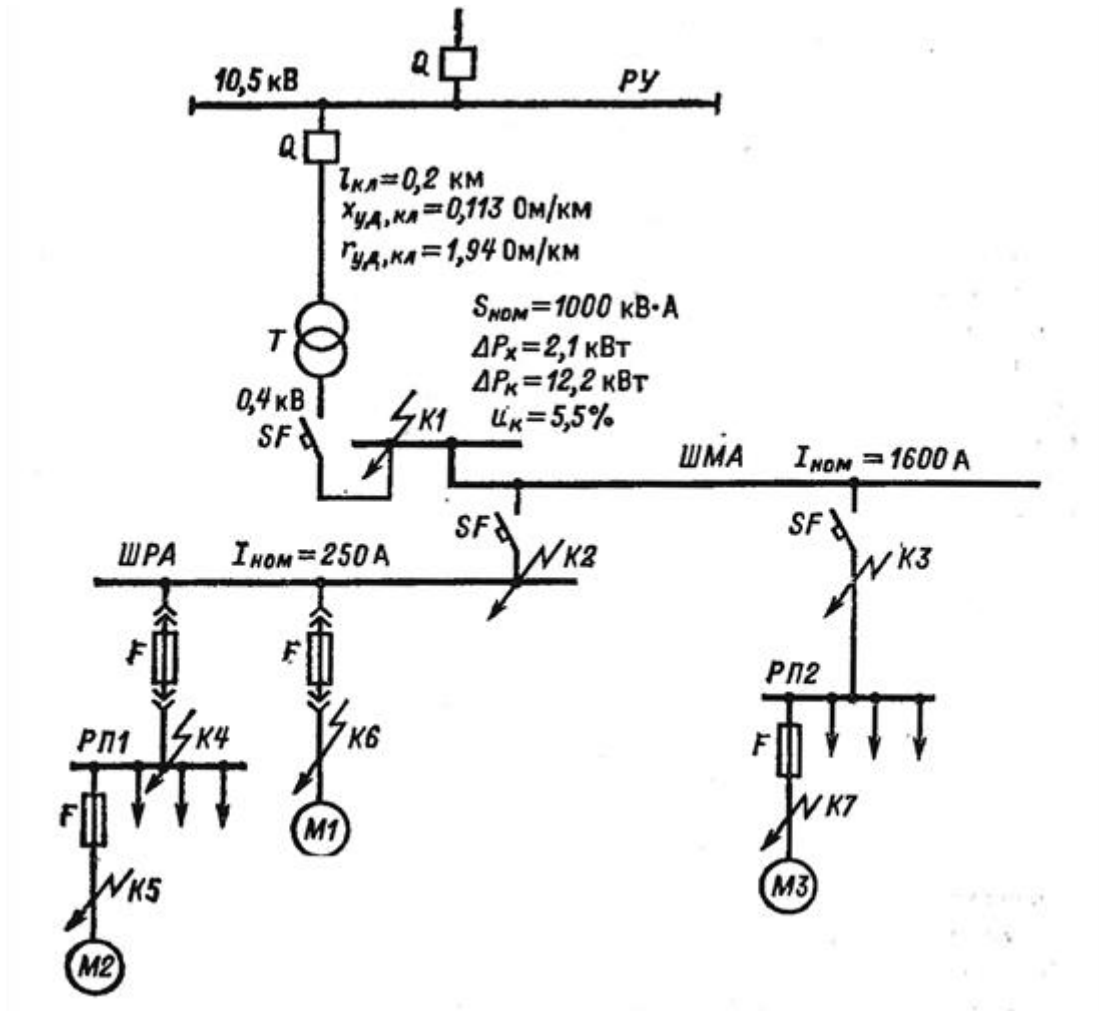 Q
10,5 кВ
РУ
Q
lкл=0,2 км
xуд,кл=0,113 Ом/км
rуд,кл=1,94 Ом/км
T
Sном=1000 кВ·А
ΔPх=2,1 кВт
ΔPк=12,2 кВт
uк=5,5%
0,4 кВ
SF
K1
ШМА Iном=1600 А
SF
K2
SF
K3
ШРА Iном=250 А
F
F
РП2
РП1
K4
K6
F
F
K7
M1
K5
M3
M2